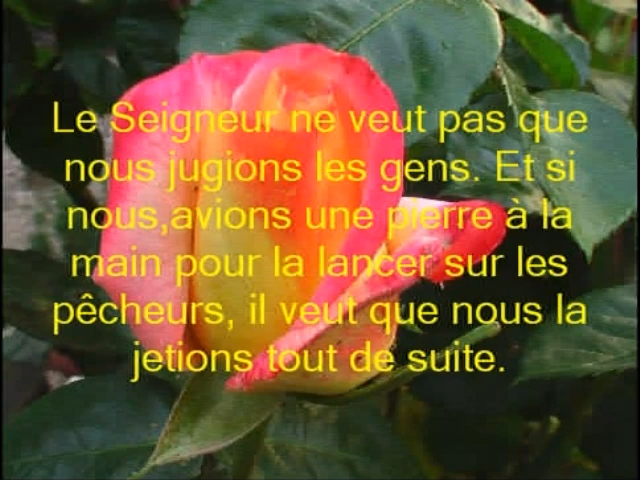 Le Seigneur ne veut pas que
nous jugions les gens. Et si
nous,avions une pierre à la
main pour la lancer sur les
pêcheurs, il veut que nous la
jetions tout de suite.